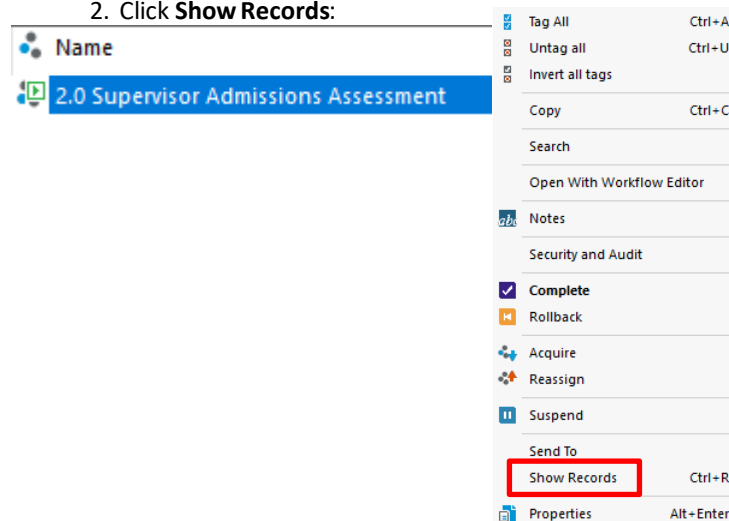 2. Click Show Records:
Name
2.0 Supervisor Admissions Assessment
Tag All Ctrl+A
Untag all Ctrl+U
Invert all tags
Copy Ctrl+C
Search
Open With Workflow Editor
abc Notes
Security and Audit
Complete
Rollback
Acquire
Reassign
Suspend
Send To
Show Records Ctrl+R
Properties Alt+Enter